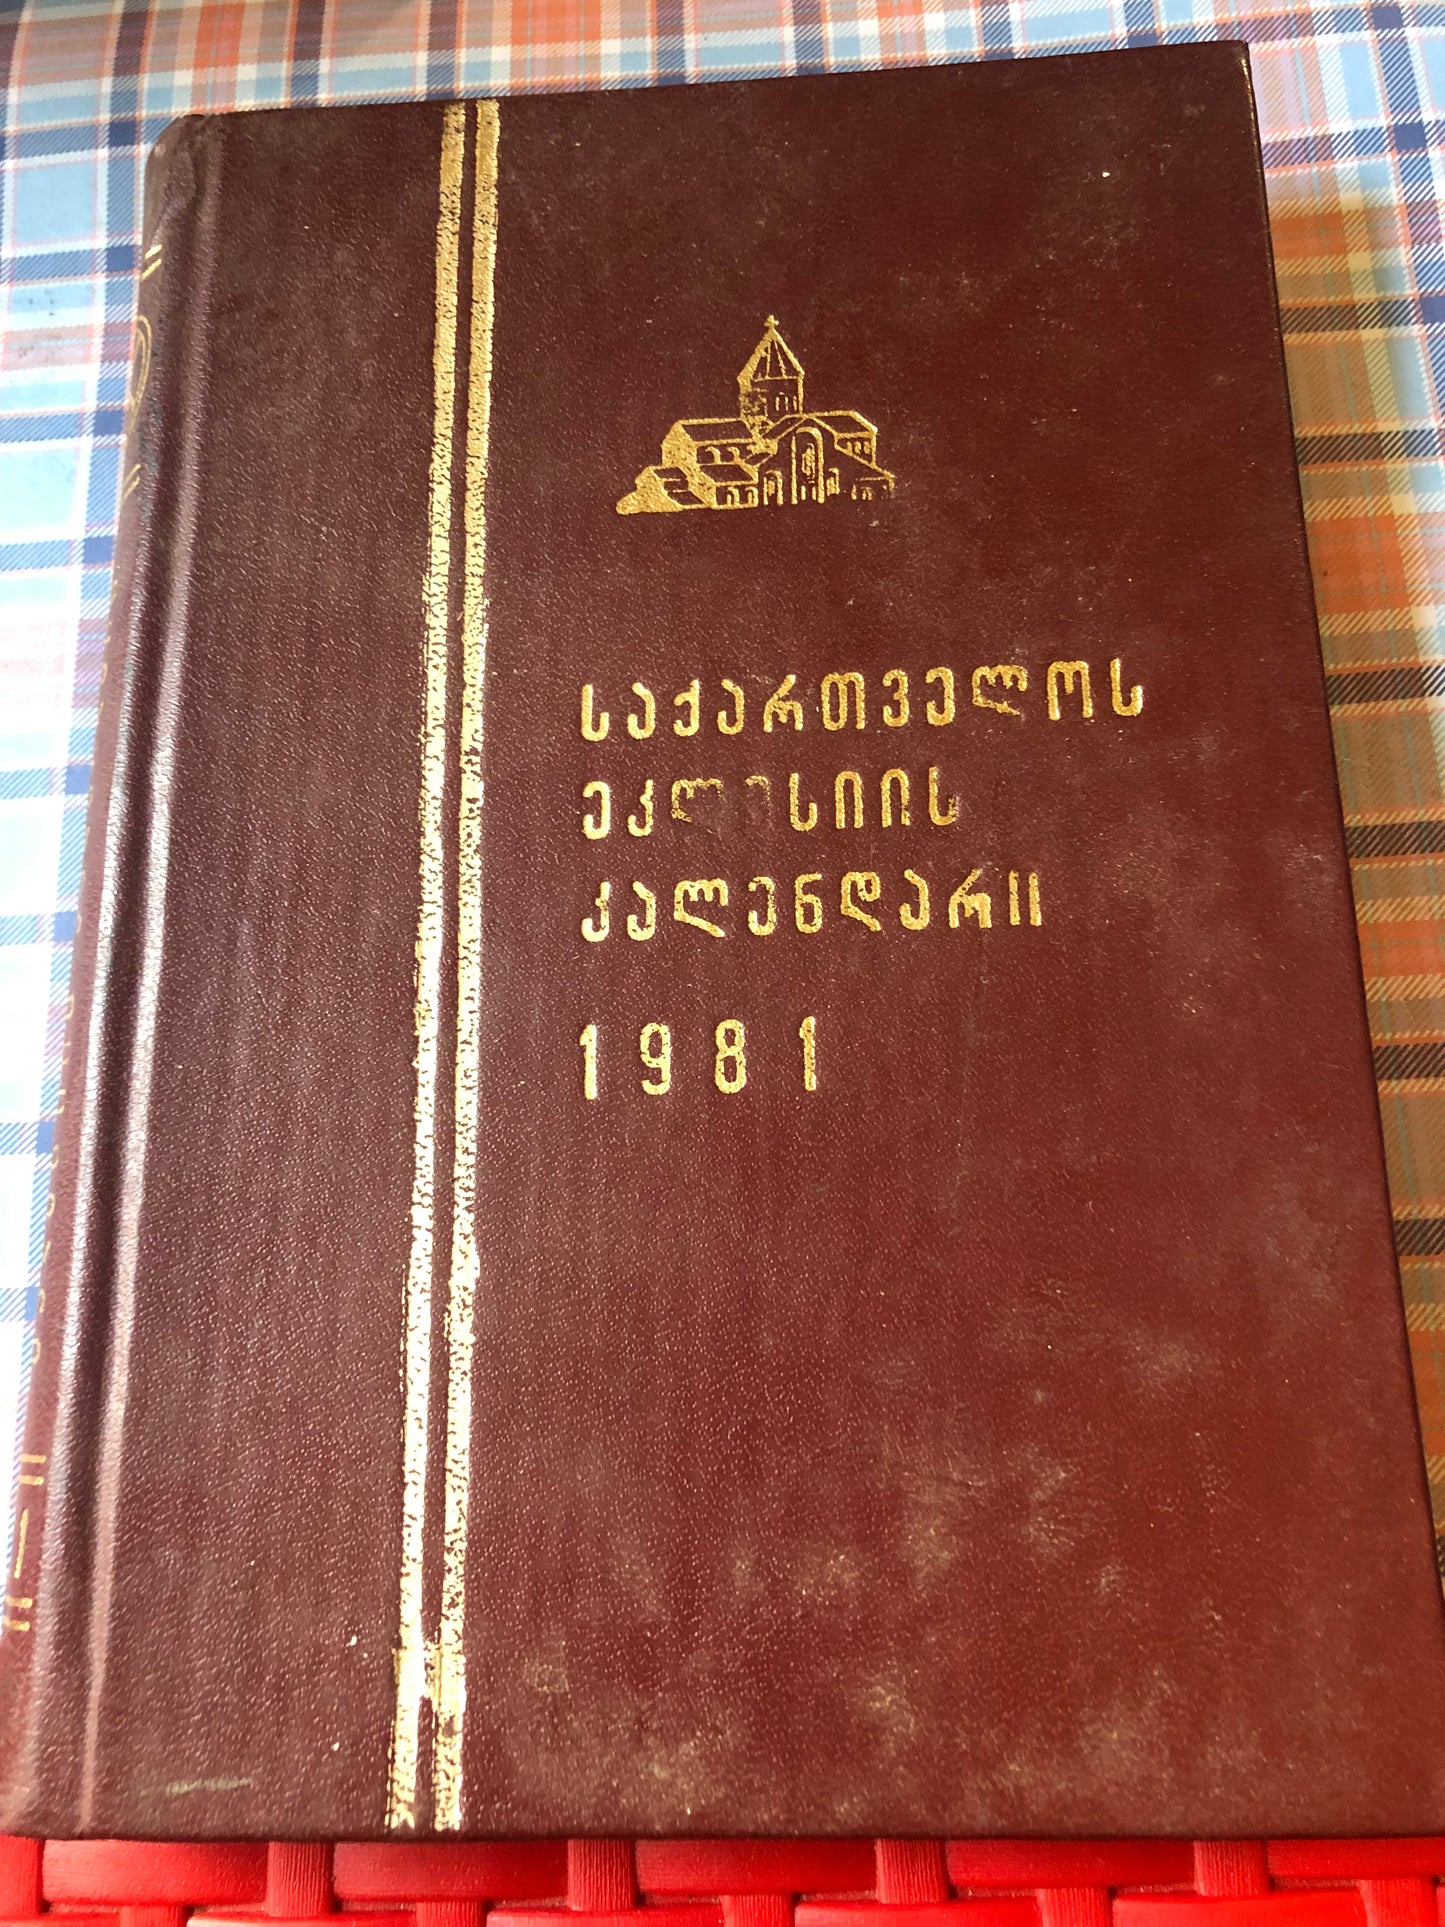 საქართველოს
ეკლესიის
კალენდარი
1981